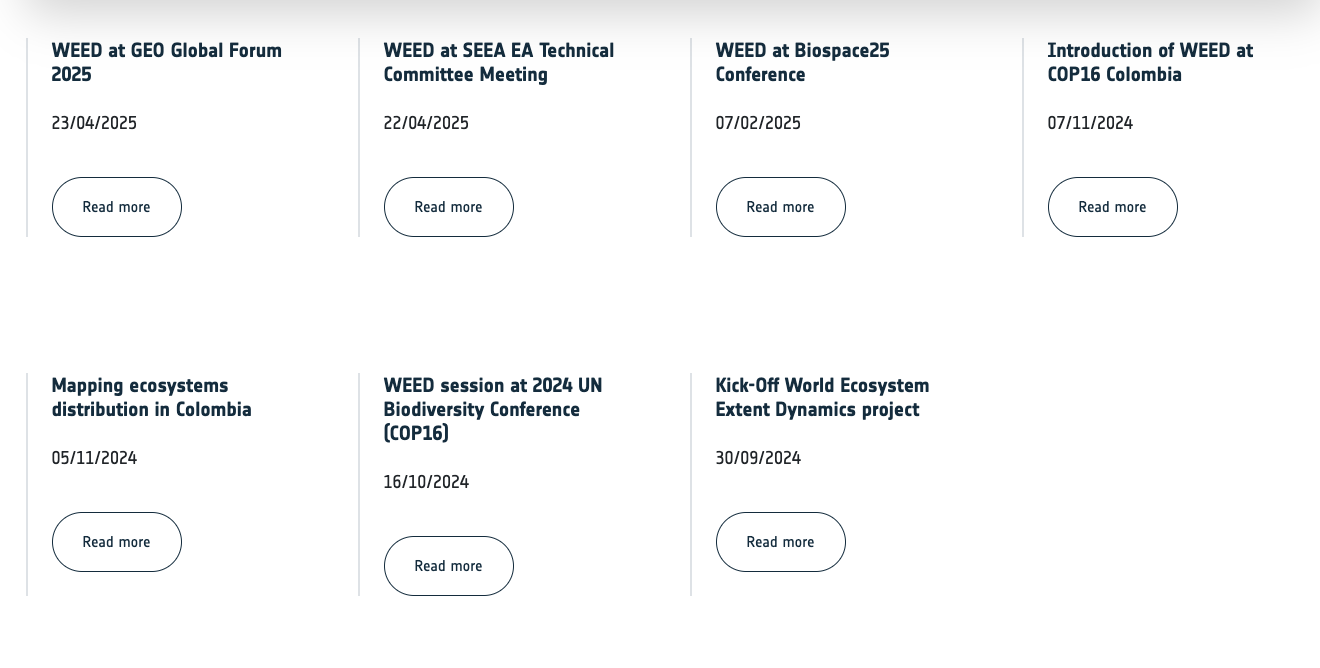 WEED at GEO Global Forum
2025
23/04/2025
Read more
WEED at SEEA EA Technical
Committee Meeting
22/04/2025
Read more
WEED at Biospace25
Conference
07/02/2025
Read more
Introduction of WEED at
COP16 Colombia
07/11/2024
Read more
Mapping ecosystems
distribution in Colombia
05/11/2024
Read more
WEED session at 2024 UN
Biodiversity Conference
(COP16)
16/10/2024
Read more
Kick-Off World Ecosystem
Extent Dynamics project
30/09/2024
Read more